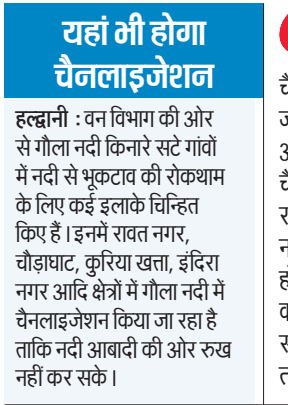 यहां भी होगा
चैनलाइजेशन
हल्द्वानी : वन विभाग की ओर
से गौला नदी किनारे सटे गांवों
में नदी से भूकटाव की रोकथाम
के लिए कई इलाके चिन्हित
किए हैं। इनमें रावत नगर,
चौड़ाघाट, कुरिया खत्ता, इंदिरा
नगर आदि क्षेत्रों में गौला नदी में
चैनलाइजेशन किया जा रहा है
ताकि नदी आबादी की ओर रुख
नहीं कर सके।